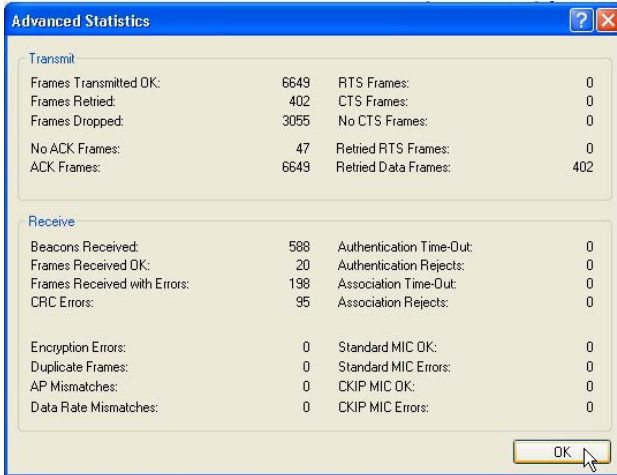 Advanced Statistics
Transmit
Frames Transmitted OK: 6649 RTS Frames: 0
Frames Retried: 402 CTS Frames: 0
Frames Dropped: 3055 No CTS Frames: 0
No ACK Frames: 47 Retried RTS Frames: 0
ACK Frames: 6649 Retried Data Frames: 402
Receive
Beacons Received: 588 Authentication Time-Out: 0
Frames Received OK: 20 Authentication Rejects: 0
Frames Received with Errors: 198 Association Time-Out: 0
CRC Errors: 95 Association Rejects: 0
Encryption Errors: 0 Standard MIC OK: 0
Duplicate Frames: 0 Standard MIC Errors: 0
AP Mismatches: 0 CKIP MIC OK: 0
Data Rate Mismatches: 0 CKIP MIC Errors: 0
OK